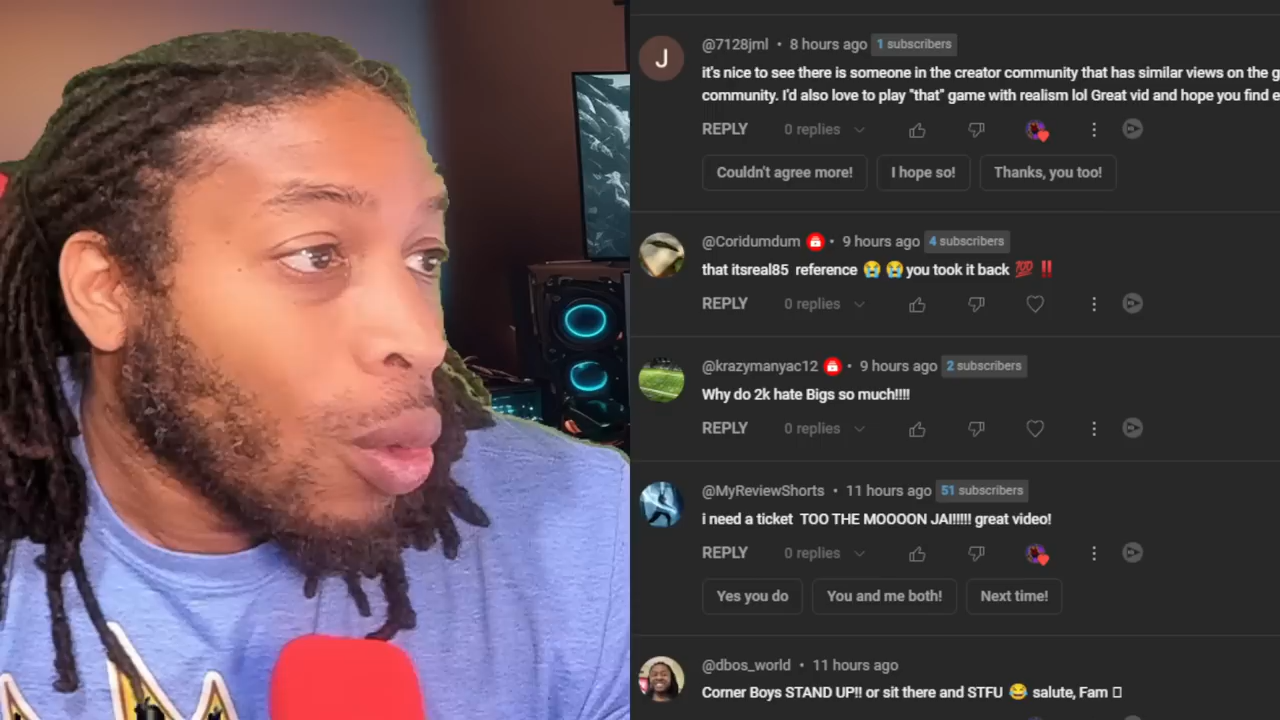 @7128jml • 8 hours ago 1 subscribers
it's nice to see there is someone in the creator community that has similar views on the g
community. I'd also love to play "that" game with realism lol Great vid and hope you find e
REPLY 0 replies
Couldn't agree more! I hope so! Thanks, you too!
J
@Coridumdum • 9 hours ago 4 subscribers
that itsreal85 reference 😭 😭 you took it back 💯 ‼️
REPLY 0 replies
@krazymanyac12 • 9 hours ago 2 subscribers
Why do 2k hate Bigs so much!!!!
REPLY 0 replies
@MyReviewShorts • 11 hours ago 51 subscribers
i need a ticket TOO THE MOOOON JAI!!!!!! great video!
REPLY 0 replies
Yes you do You and me both! Next time!
@dbos_world • 11 hours ago
Corner Boys STAND UP!! or sit there and STFU 😂 salute, Fam